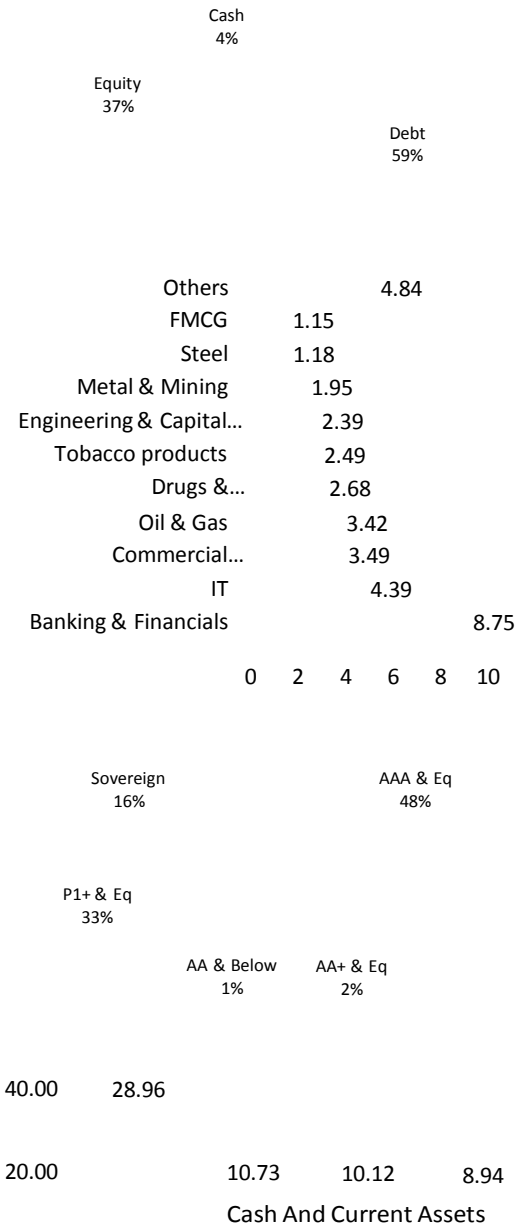 Cash
4%
Equity
37%
Debt
59%
Others 4.84
FMCG 1.15
Steel 1.18
Metal & Mining 1.95
Engineering & Capital... 2.39
Tobacco products 2.49
Drugs &... 2.68
Oil & Gas 3.42
Commercial... 3.49
IT 4.39
Banking & Financials 8.75
0 2 4 6 8 10
Sovereign AAA & Eq
16% 48%
P1+ & Eq
33%
AA & Below AA+ & Eq
1% 2%
40.00 28.96
20.00 10.73 10.12 8.94
Cash And Current Assets